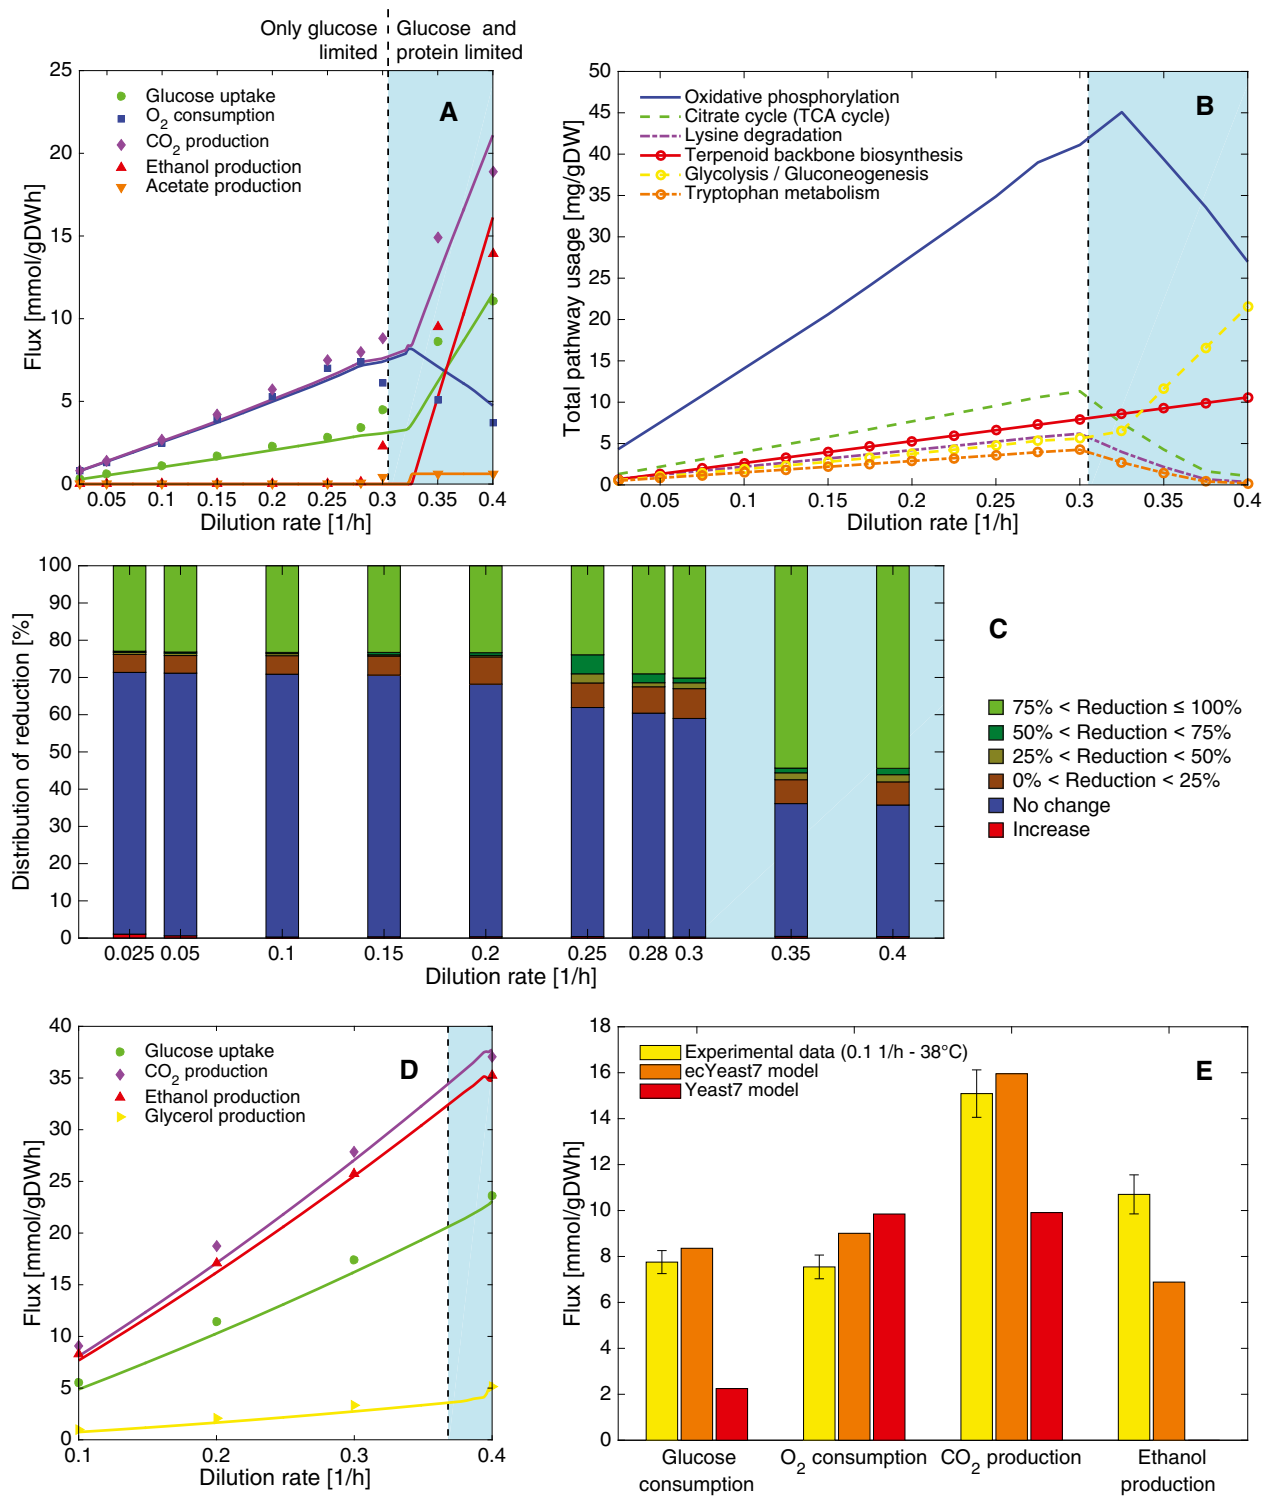 Only glucose limited
Glucose and protein limited
A
Flux [mmol/gDWh]
25
20
15
10
5
0
Glucose uptake
O2 consumption
CO2 production
Ethanol production
Acetate production
0.05 0.1 0.15 0.2 0.25 0.3 0.35 0.4
Dilution rate [1/h]
B
Total pathway usage [mg/gDW]
50
45
40
35
30
25
20
15
10
5
0
Oxidative phosphorylation
Citrate cycle (TCA cycle)
Lysine degradation
Terpenoid backbone biosynthesis
Glycolysis / Gluconeogenesis
Tryptophan metabolism
0.05 0.1 0.15 0.2 0.25 0.3 0.35 0.4
Dilution rate [1/h]
C
Distribution of reduction [%]
100
90
80
70
60
50
40
30
20
10
0
0.025 0.05 0.1 0.15 0.2 0.25 0.28 0.3 0.35 0.4
Dilution rate [1/h]
75% < Reduction ≤ 100%
50% < Reduction < 75%
25% < Reduction < 50%
0% < Reduction < 25%
No change
Increase
D
Flux [mmol/gDWh]
40
35
30
25
20
15
10
5
0
Glucose uptake
CO2 production
Ethanol production
Glycerol production
0.1 0.2 0.3 0.4
Dilution rate [1/h]
E
Flux [mmol/gDWh]
18
16
14
12
10
8
6
4
2
0
Experimental data (0.1 1/h - 38°C)
ecYeast7 model
Yeast7 model
Glucose consumption
O2 consumption
CO2 production
Ethanol production